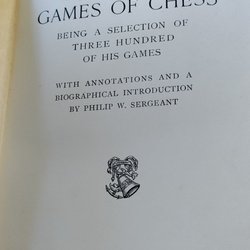 GAMES OF CHESS
BEING A SELECTION OF
THREE HUNDRED
OF HIS GAMES
WITH ANNOTATIONS AND A
BIOGRAPHICAL INTRODUCTION
BY PHILIP W. SERGEANT